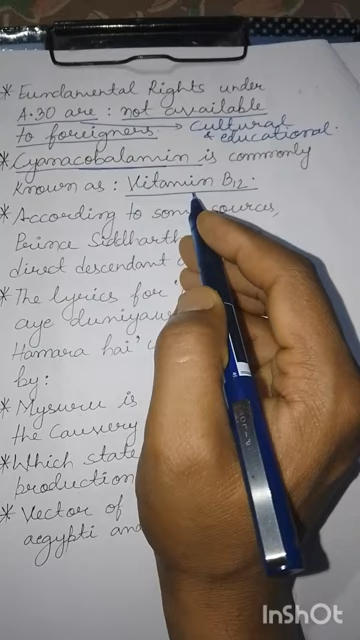 * Fundamental Rights under
A.30 are : not available
to foreigners → Cultural
& educational.
* Cyanacobalamin is commonly
known as : Vitamin B12.
* According to some sources,
Prince Siddharth
direct descendant
* The lyrics for
aye duniya
Hamara hai'
by:
* Mysuru is
the Cauvery
* Which state
production
* Vector of
aegypti and
InShOt